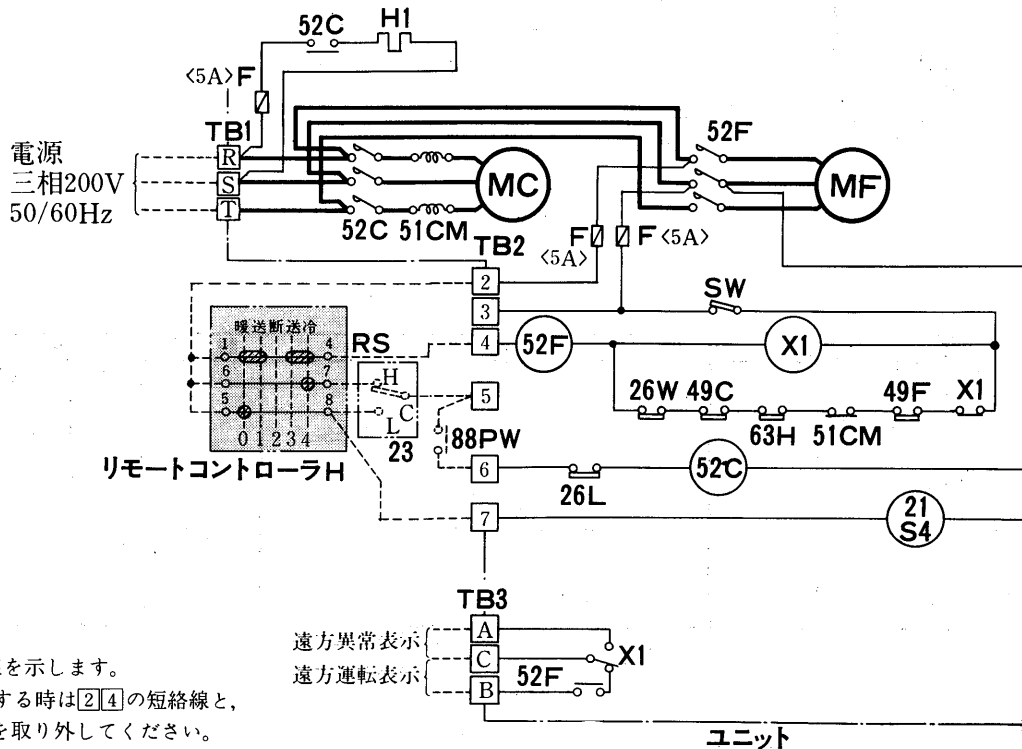 52C
H1
〈5A〉F
TB1
52F
電源
三相200V
50/60Hz
R
S
T
MC
MF
52C 51CM
TB2
F
〈5A〉
F〈5A〉
2
3
4
SW
52F
X1
暖送断送冷
1
4
6
7
5
8
0 1 2 3 4
RS
H
C
L
23
リモートコントローラH
5
88PW
6
7
26W 49C
63H
51CM
49F
X1
26L
52C
21
S4
TB3
A
C
B
遠方異常表示
遠方運転表示
X1
52F
を示します。
する時は24の短絡線と,
を取り外してください。
ユニット